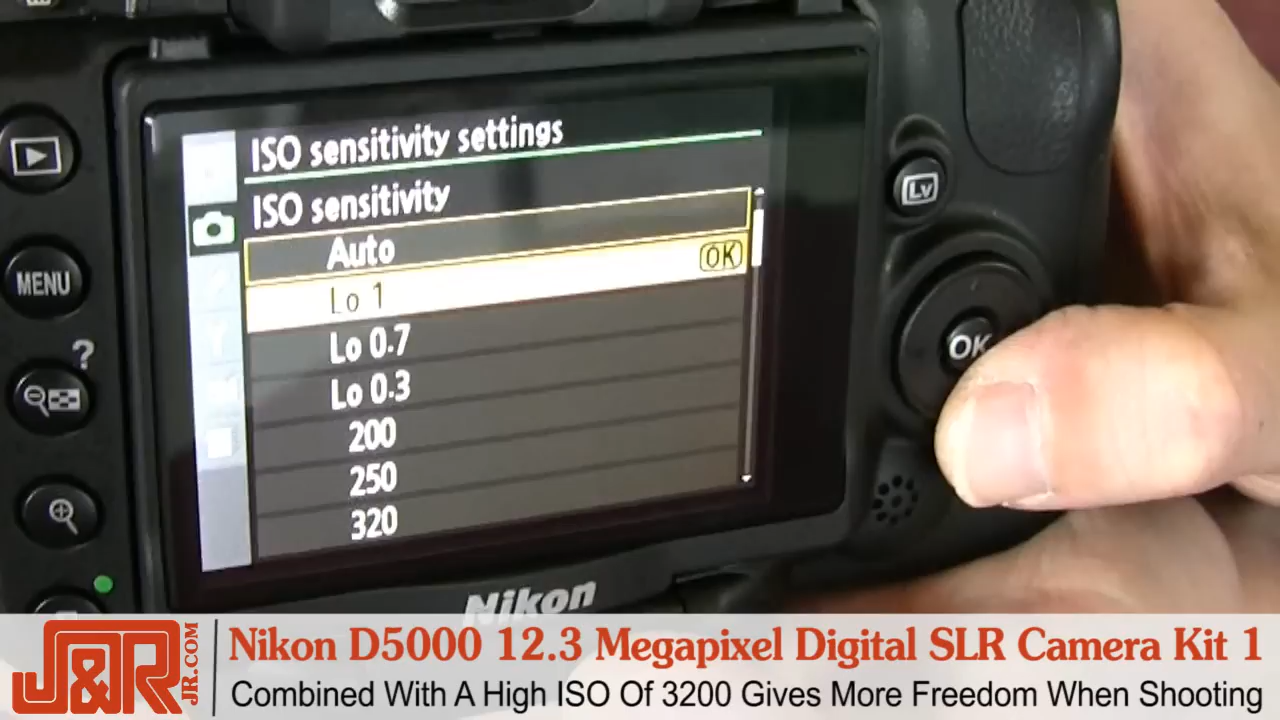 ISO sensitivity settings
ISO sensitivity
Auto
OK
Lo 1
Lo 0.7
Lo 0.3
200
250
320
MENU
?
Lv
OK
Nikon
J&R
JR.COM
Nikon D5000 12.3 Megapixel Digital SLR Camera Kit 1
Combined With A High ISO Of 3200 Gives More Freedom When Shooting